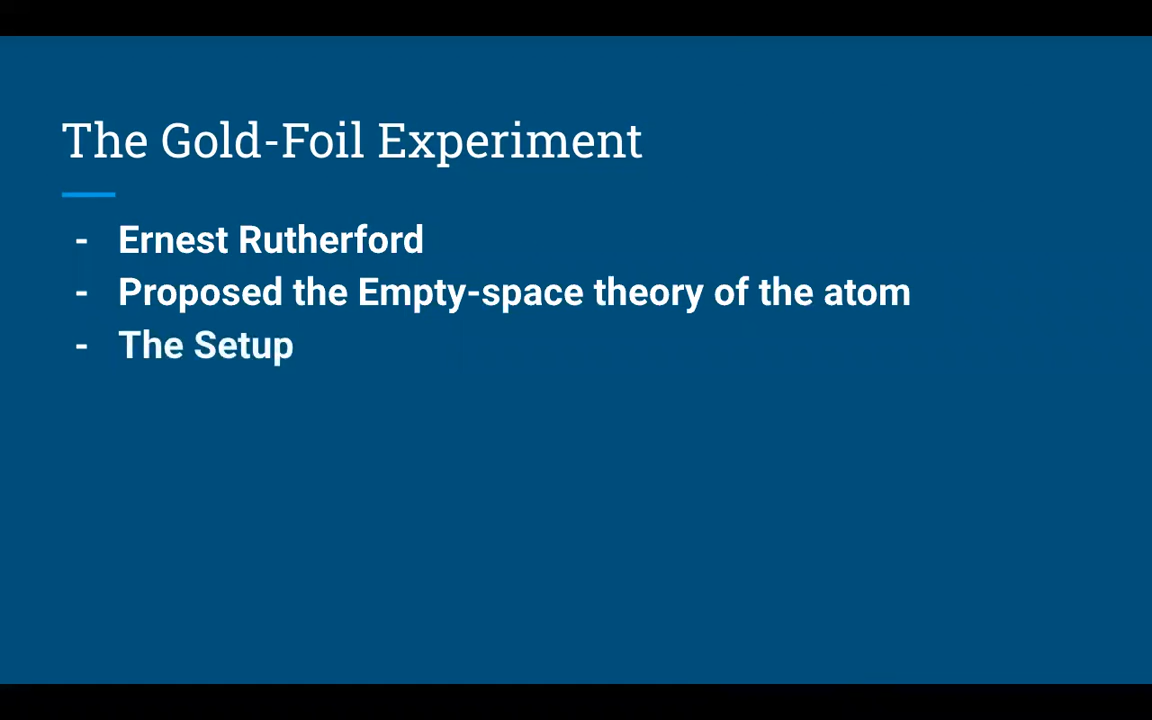 The Gold-Foil Experiment
- Ernest Rutherford
- Proposed the Empty-space theory of the atom
- The Setup